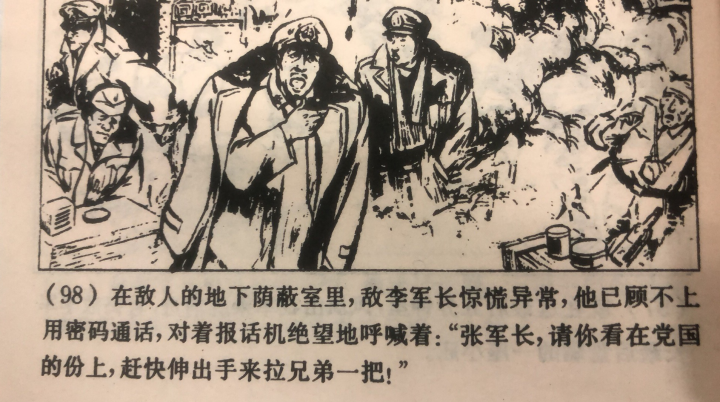 (98) 在敌人的地下荫蔽室里，敌李军长惊慌异常，他已顾不上
用密码通话，对着报话机绝望地呼喊着：“张军长，请你看在党国
的份上，赶快伸出手来拉兄弟一把！”